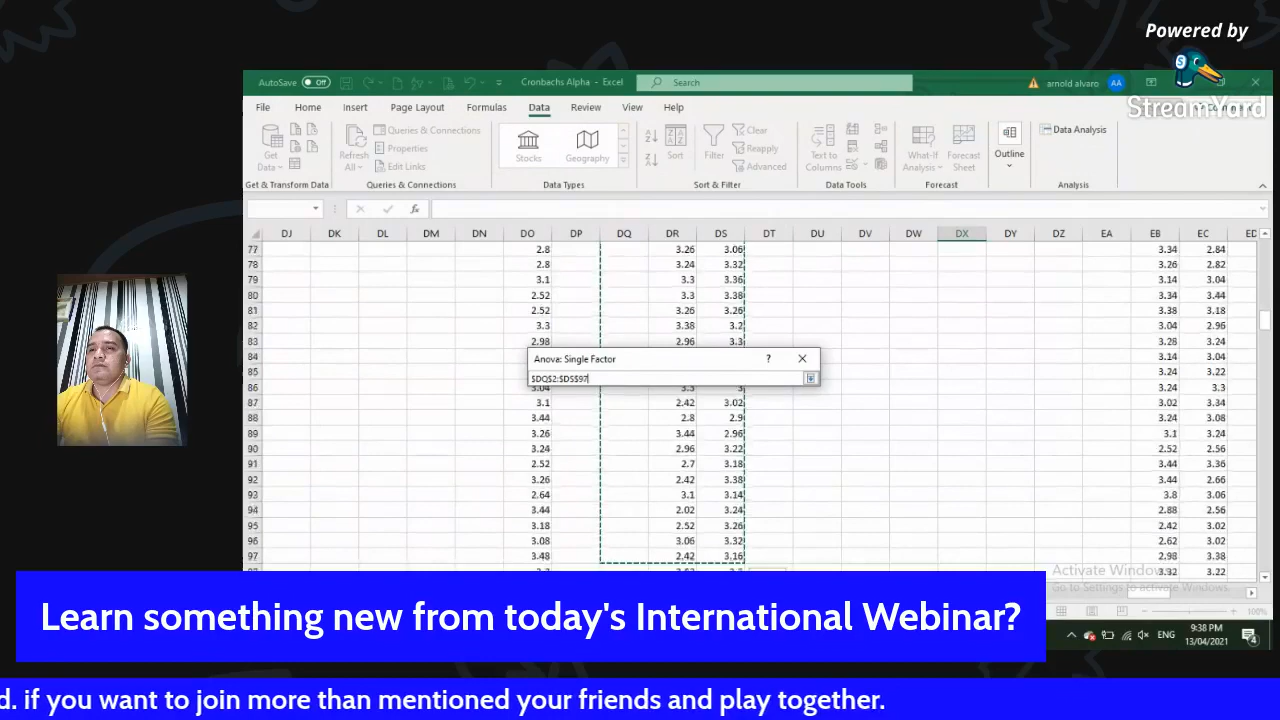 Powered by
StreamYard
AutoSave Off
Cronbachs Alpha - Excel
Search
arnold alvaro AA
File Home Insert Page Layout Formulas Data Review View Help
Get Data
Refresh All
Queries & Connections
Properties
Edit Links
Stocks
Geography
Sort
Filter
Clear
Reapply
Advanced
Text to Columns
What-If Analysis
Forecast Sheet
Outline
Data Analysis
Get & Transform Data Queries & Connections Data Types Sort & Filter Data Tools Forecast Analysis
fx
DJ DK DL DM DN DO DP DQ DR DS DT DU DV DW DX DY DZ EA EB EC ED
77 2.8 3.26 3.06 3.34 2.84
78 2.8 3.24 3.32 3.26 2.82
79 3.1 3.3 3.36 3.14 3.04
80 2.52 3.3 3.38 3.34 3.44
81 2.52 3.26 3.26 3.38 3.18
82 3.3 3.38 3.2 3.04 2.96
83 2.98 2.96 3.3 3.28 3.24
84 3.14 3.04
85 3.24 3.22
86 3.04 3.3 3 3.24 3.3
87 3.1 2.42 3.02 3.32 3.34
88 3.44 2.8 2.9 3.24 3.08
89 3.26 3.44 2.96 3.1 3.24
90 3.24 2.96 3.22 2.52 2.56
91 2.52 2.7 3.18 3.44 3.36
92 3.26 2.42 3.38 3.44 2.66
93 2.64 3.1 3.14 3.8 3.06
94 3.44 2.02 3.24 2.88 2.56
95 3.18 2.52 3.26 2.42 3.02
96 3.08 3.06 3.32 2.62 3.02
97 3.48 2.42 3.16 2.98 3.38
3.32 3.22
Anova: Single Factor ?
$DQ$2:$DS$97
Activate Windows
Go to Settings to activate Windows.
100%
ENG
9:38 PM
13/04/2021
4
Learn something new from today's International Webinar?
d. if you want to join more than mentioned your friends and play together.